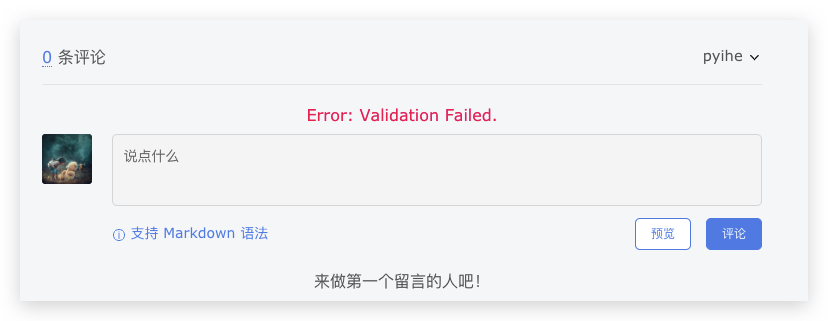 0 条评论
pyihe
Error: Validation Failed.
说点什么
支持 Markdown 语法
预览
评论
来做第一个留言的人吧！